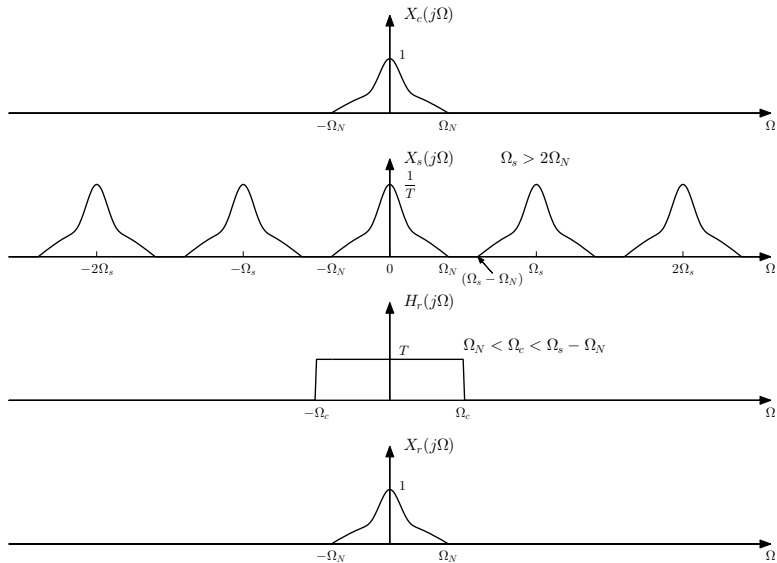 X_c(jΩ)
1
−Ω_N
Ω_N
Ω
X_s(jΩ)
Ω_s > 2Ω_N
1/T
−2Ω_s
−Ω_s
−Ω_N
0
Ω_N
(Ω_s − Ω_N)
Ω_s
2Ω_s
Ω
H_r(jΩ)
T
Ω_N < Ω_c < Ω_s − Ω_N
−Ω_c
Ω_c
Ω
X_r(jΩ)
1
−Ω_N
Ω_N
Ω